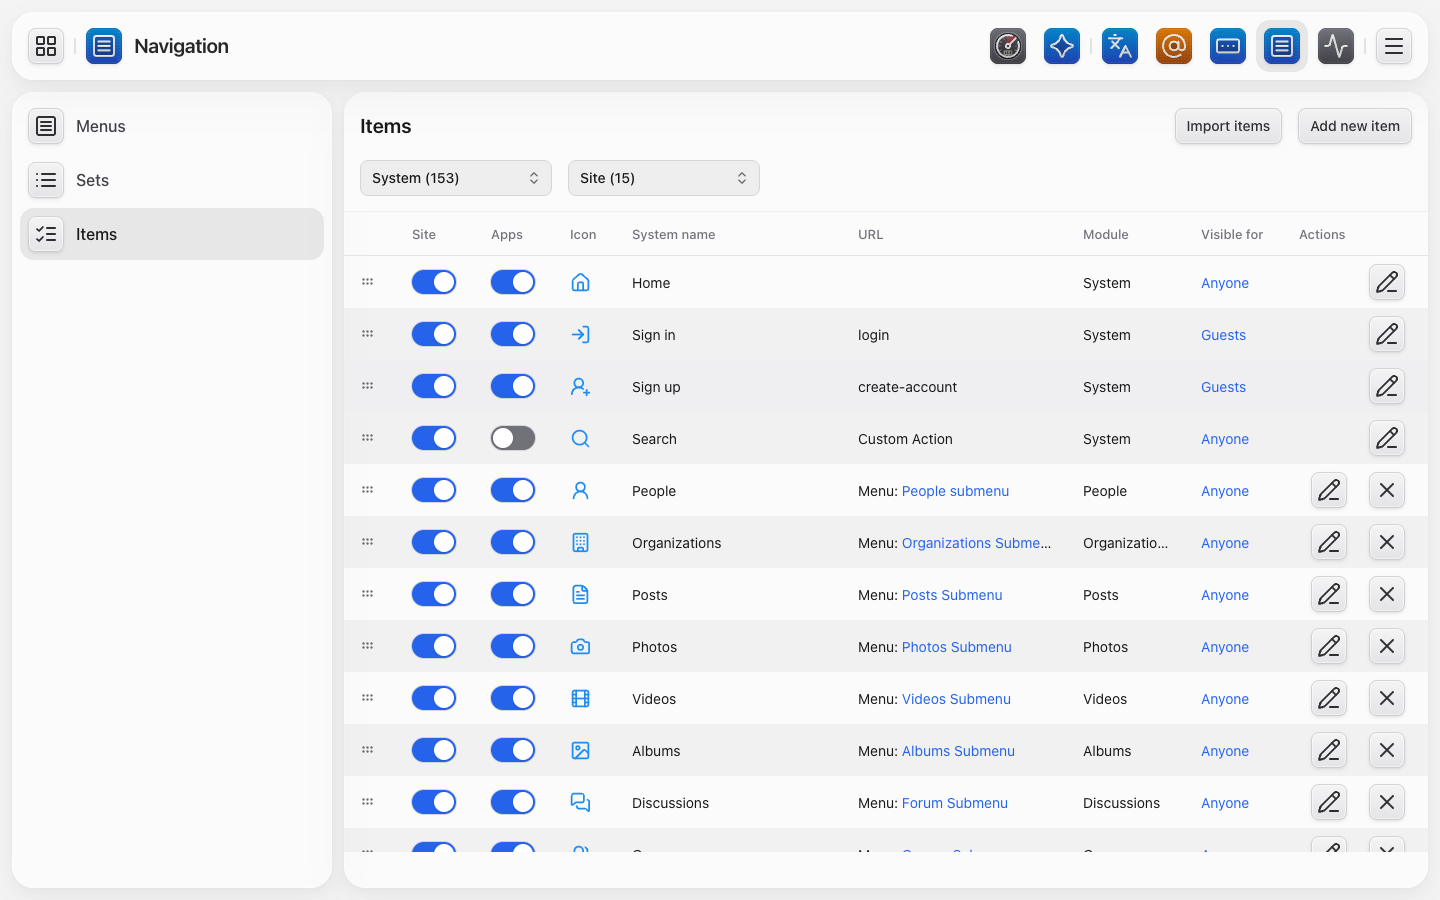 Navigation
Menus
Sets
Items
Items
Import items
Add new item
System (153)
Site (15)
Site Apps Icon System name URL Module Visible for Actions
Home System Anyone
Sign in login System Guests
Sign up create-account System Guests
Search Custom Action System Anyone
People Menu: People submenu People Anyone
Organizations Menu: Organizations Subme... Organizatio... Anyone
Posts Menu: Posts Submenu Posts Anyone
Photos Menu: Photos Submenu Photos Anyone
Videos Menu: Videos Submenu Videos Anyone
Albums Menu: Albums Submenu Albums Anyone
Discussions Menu: Forum Submenu Discussions Anyone